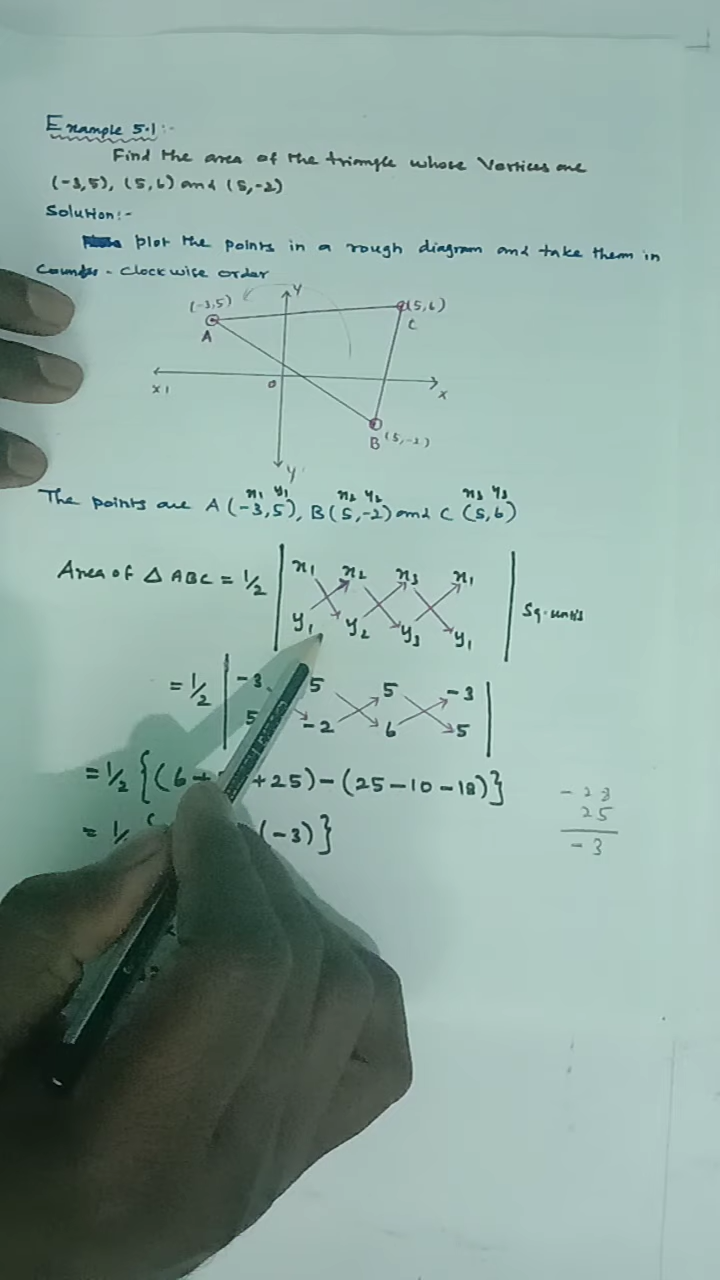 Example 5.1:-
Find the area of the triangle whose Vertices are
(-3,5), (5,6) and (5,-2)
Solution:-
plot the points in a rough diagram and take them in
Counter-clockwise order
(-3,5) Y (5,6)
A C
X1 O X
B (5,-2)
Y'
x1 y1 x2 y2 x3 y3
The points are A(-3,5), B(5,-2) and C(5,6)
Area of △ABC = 1/2 | x1 x2 x3 x1 |
y1 y2 y3 y1 Sq. units
= 1/2 | -3 5 5 -3 |
5 -2 6 5
= 1/2 {(6+ +25)-(25-10-18)}
-28
25
-3
= 1/ (-3)}